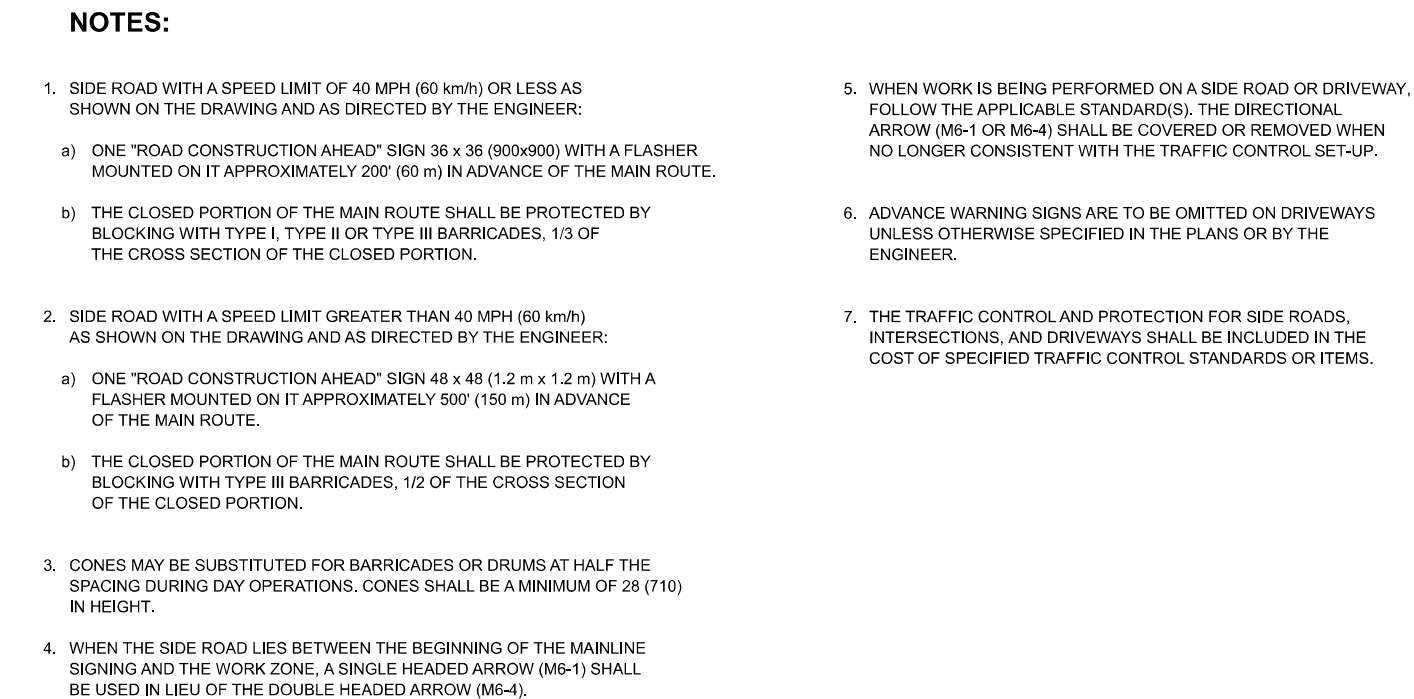 NOTES:
1. SIDE ROAD WITH A SPEED LIMIT OF 40 MPH (60 km/h) OR LESS AS
SHOWN ON THE DRAWING AND AS DIRECTED BY THE ENGINEER:
a) ONE "ROAD CONSTRUCTION AHEAD" SIGN 36 x 36 (900x900) WITH A FLASHER
MOUNTED ON IT APPROXIMATELY 200' (60 m) IN ADVANCE OF THE MAIN ROUTE.
b) THE CLOSED PORTION OF THE MAIN ROUTE SHALL BE PROTECTED BY
BLOCKING WITH TYPE I, TYPE II OR TYPE III BARRICADES, 1/3 OF
THE CROSS SECTION OF THE CLOSED PORTION.
2. SIDE ROAD WITH A SPEED LIMIT GREATER THAN 40 MPH (60 km/h)
AS SHOWN ON THE DRAWING AND AS DIRECTED BY THE ENGINEER:
a) ONE "ROAD CONSTRUCTION AHEAD" SIGN 48 x 48 (1.2 m x 1.2 m) WITH A
FLASHER MOUNTED ON IT APPROXIMATELY 500' (150 m) IN ADVANCE
OF THE MAIN ROUTE.
b) THE CLOSED PORTION OF THE MAIN ROUTE SHALL BE PROTECTED BY
BLOCKING WITH TYPE III BARRICADES, 1/2 OF THE CROSS SECTION
OF THE CLOSED PORTION.
3. CONES MAY BE SUBSTITUTED FOR BARRICADES OR DRUMS AT HALF THE
SPACING DURING DAY OPERATIONS. CONES SHALL BE A MINIMUM OF 28 (710)
IN HEIGHT.
4. WHEN THE SIDE ROAD LIES BETWEEN THE BEGINNING OF THE MAINLINE
SIGNING AND THE WORK ZONE, A SINGLE HEADED ARROW (M6-1) SHALL
BE USED IN LIEU OF THE DOUBLE HEADED ARROW (M6-4).
5. WHEN WORK IS BEING PERFORMED ON A SIDE ROAD OR DRIVEWAY,
FOLLOW THE APPLICABLE STANDARD(S). THE DIRECTIONAL
ARROW (M6-1 OR M6-4) SHALL BE COVERED OR REMOVED WHEN
NO LONGER CONSISTENT WITH THE TRAFFIC CONTROL SET-UP.
6. ADVANCE WARNING SIGNS ARE TO BE OMITTED ON DRIVEWAYS
UNLESS OTHERWISE SPECIFIED IN THE PLANS OR BY THE
ENGINEER.
7. THE TRAFFIC CONTROL AND PROTECTION FOR SIDE ROADS,
INTERSECTIONS, AND DRIVEWAYS SHALL BE INCLUDED IN THE
COST OF SPECIFIED TRAFFIC CONTROL STANDARDS OR ITEMS.